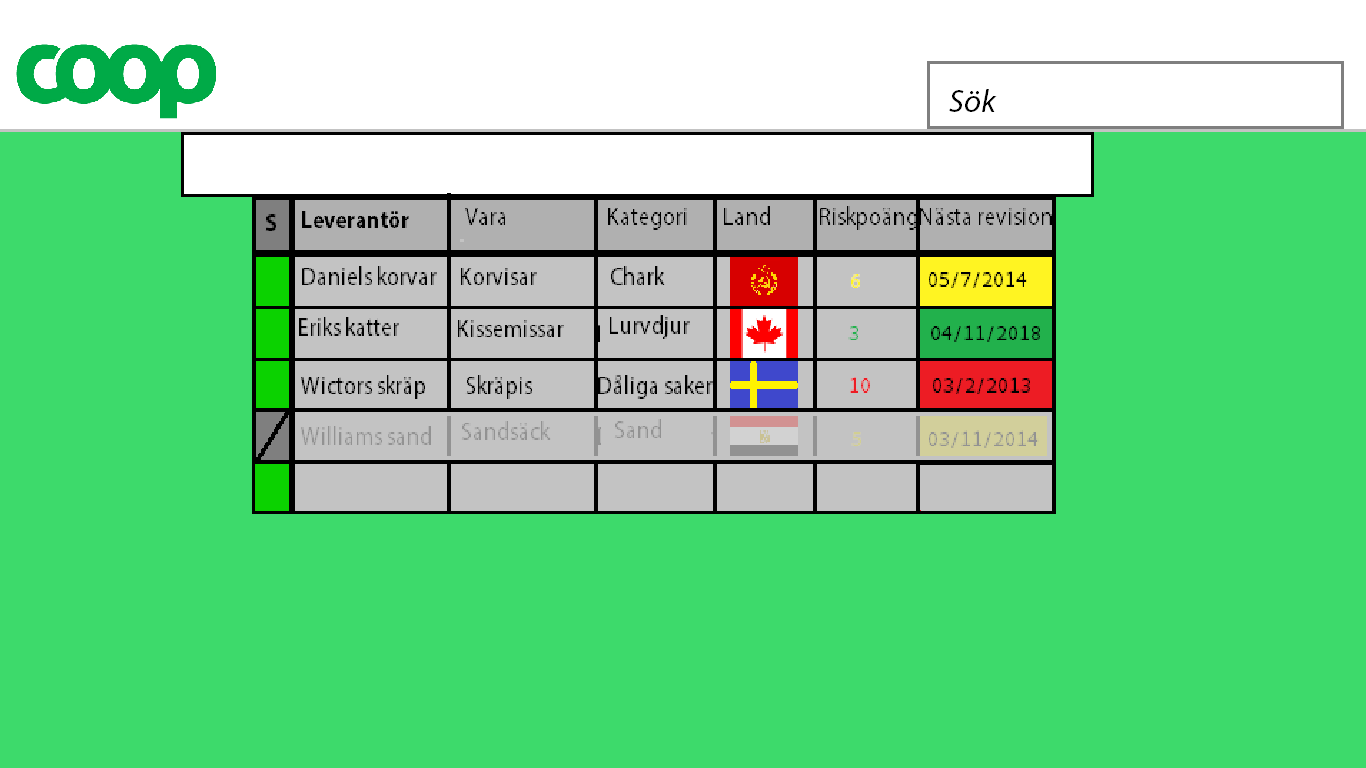 coop
Sök
S Leverantör Vara Kategori Land Riskpoäng Nästa revision
Daniels korvar Korvisar Chark 6 05/7/2014
Eriks katter Kissemissar Lurvdjur 3 04/11/2018
Wictors skräp Skräpis Dåliga saker 10 03/2/2013
Williams sand Sandsäck Sand 5 03/11/2014